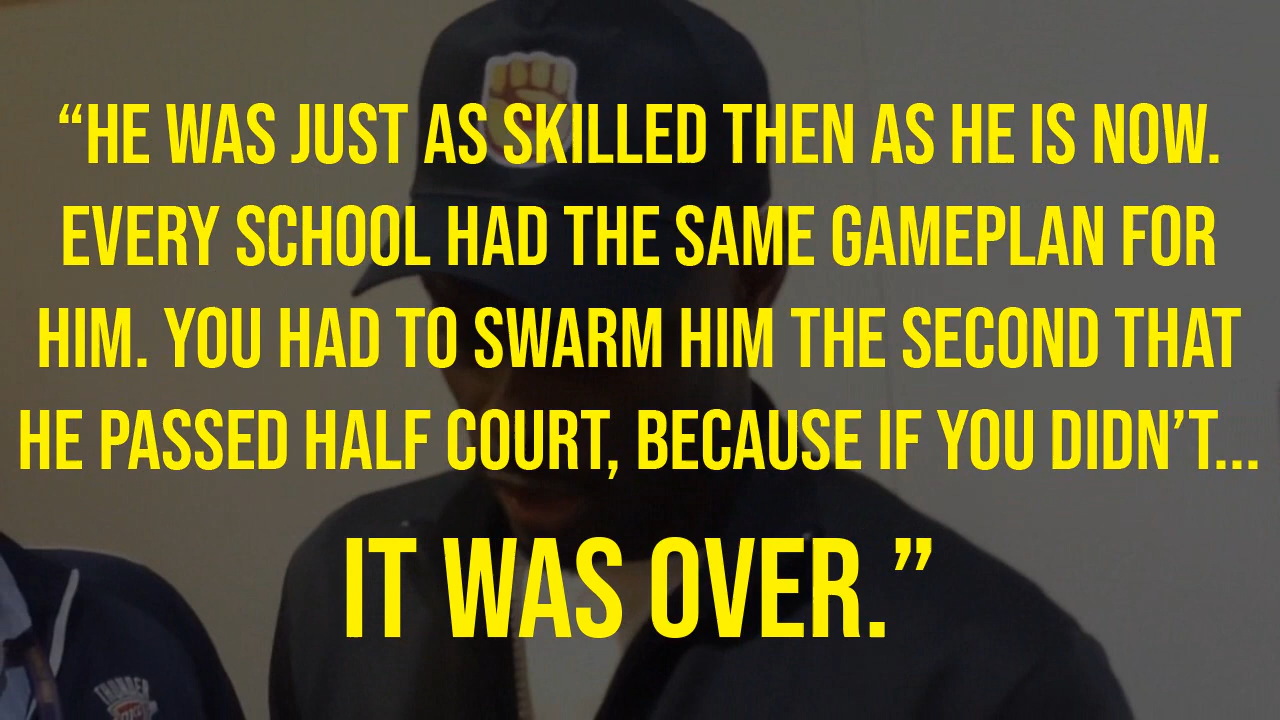 “HE WAS JUST AS SKILLED THEN AS HE IS NOW.
EVERY SCHOOL HAD THE SAME GAMEPLAN FOR
HIM. YOU HAD TO SWARM HIM THE SECOND THAT
HE PASSED HALF COURT, BECAUSE IF YOU DIDN’T...
IT WAS OVER.”
THUNDER